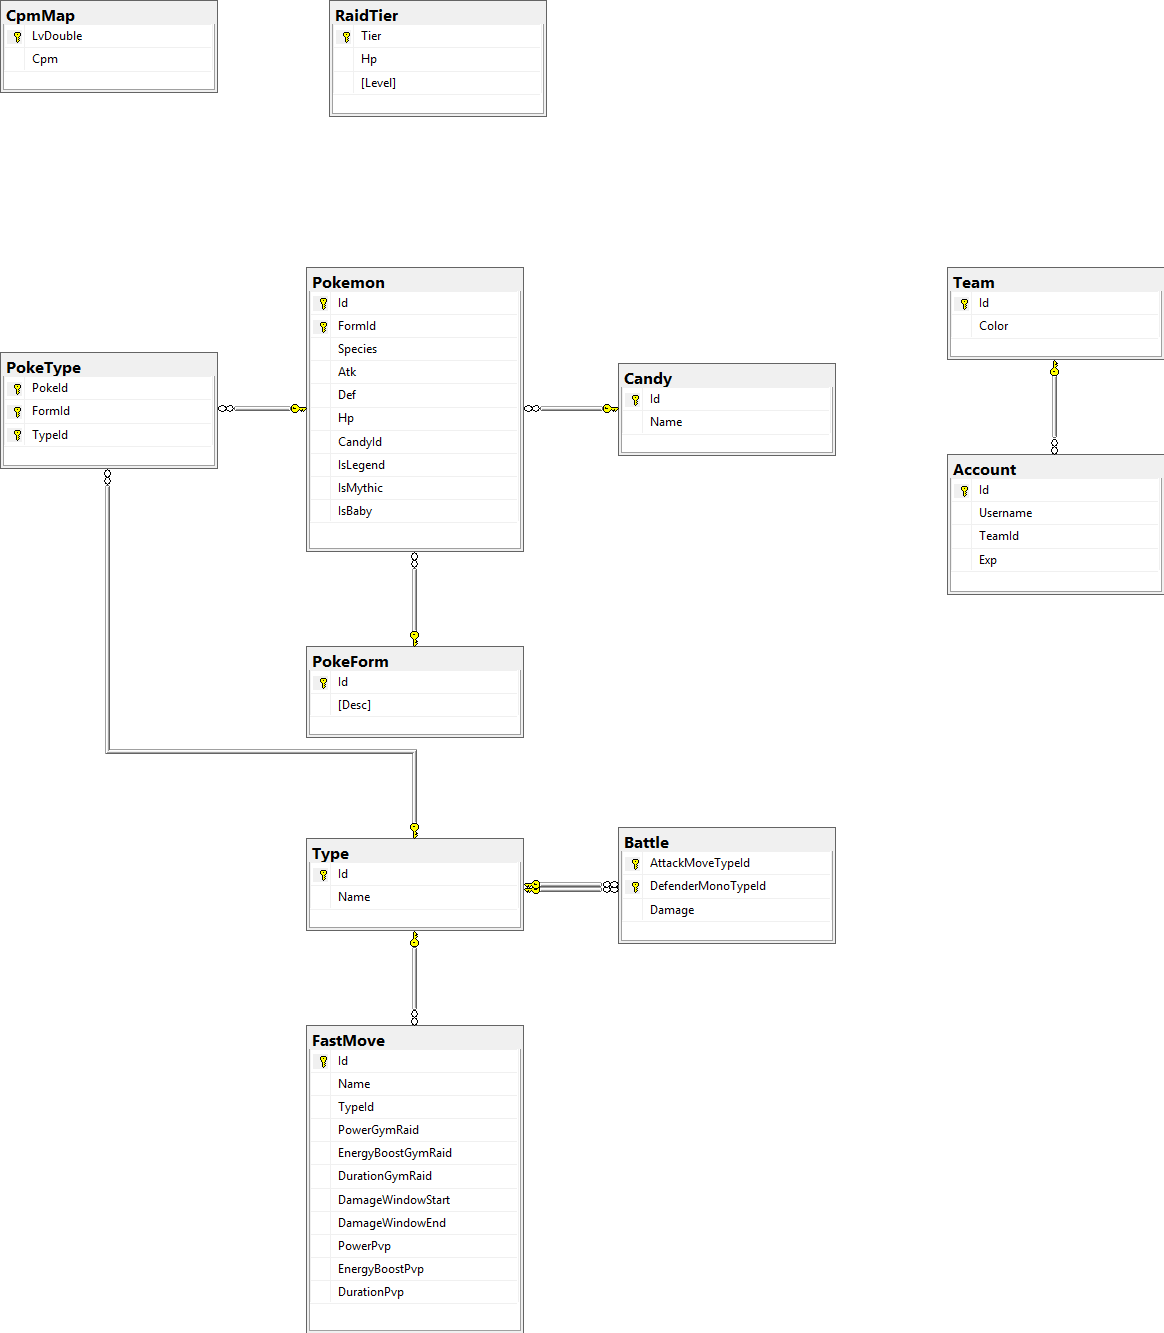 CpmMap
LvDouble
Cpm
RaidTier
Tier
Hp
[Level]
Pokemon
Id
FormId
Species
Atk
Def
Hp
CandyId
IsLegend
IsMythic
IsBaby
Team
Id
Color
PokeType
PokeId
FormId
TypeId
Candy
Id
Name
Account
Id
Username
TeamId
Exp
PokeForm
Id
[Desc]
Type
Id
Name
Battle
AttackMoveTypeId
DefenderMonoTypeId
Damage
FastMove
Id
Name
TypeId
PowerGymRaid
EnergyBoostGymRaid
DurationGymRaid
DamageWindowStart
DamageWindowEnd
PowerPvp
EnergyBoostPvp
DurationPvp